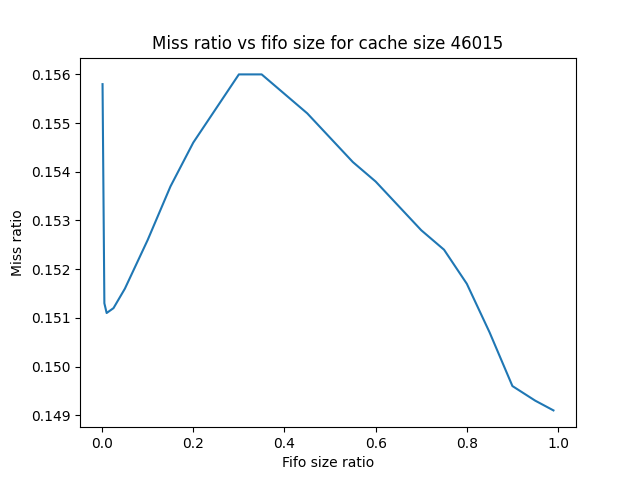 Miss ratio vs fifo size for cache size 46015
0.156
0.155
0.154
0.153
0.152
0.151
0.150
0.149
Miss ratio
0.0 0.2 0.4 0.6 0.8 1.0
Fifo size ratio